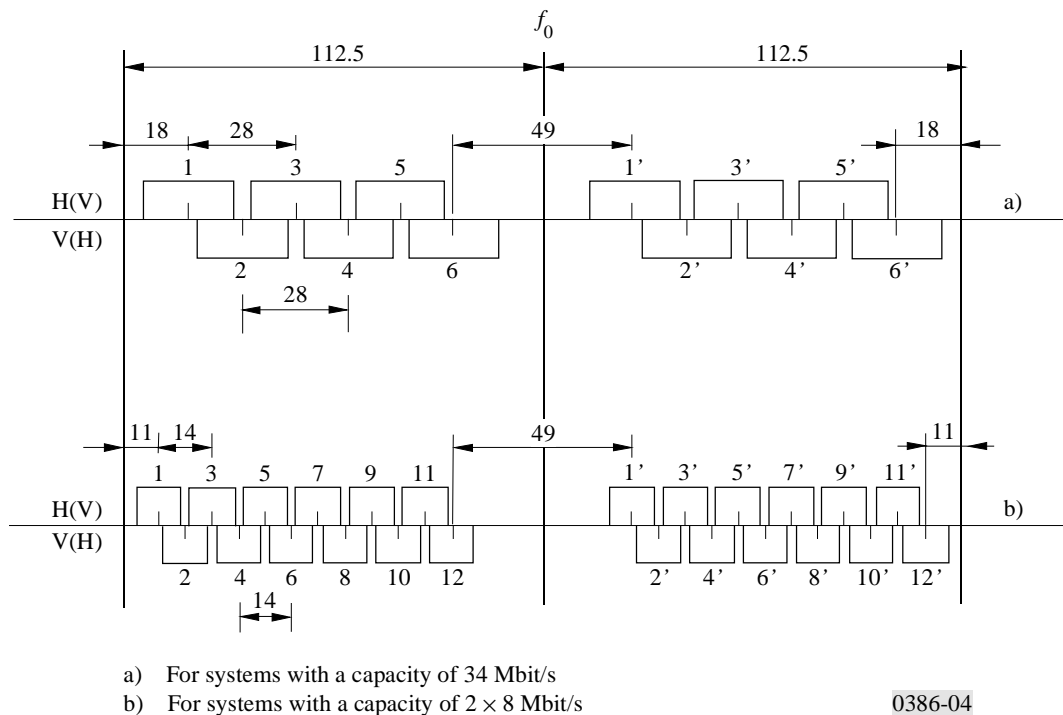 f0
112.5 112.5
18 28 49 18
1 3 5 1’ 3’ 5’
H(V) a)
V(H)
2 4 6 2’ 4’ 6’
28
11 14 49 11
1 3 5 7 9 11 1’ 3’ 5’ 7’ 9’ 11’
H(V) b)
V(H)
2 4 6 8 10 12 2’ 4’ 6’ 8’ 10’ 12’
14
a) For systems with a capacity of 34 Mbit/s
b) For systems with a capacity of 2 × 8 Mbit/s
0386-04